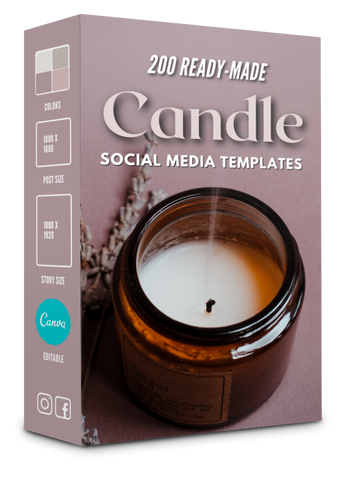 200 READY-MADE
Candle
SOCIAL MEDIA TEMPLATES
COLORS
1080 X
1080
POST SIZE
1080 X
1920
STORY SIZE
Canva
EDITABLE